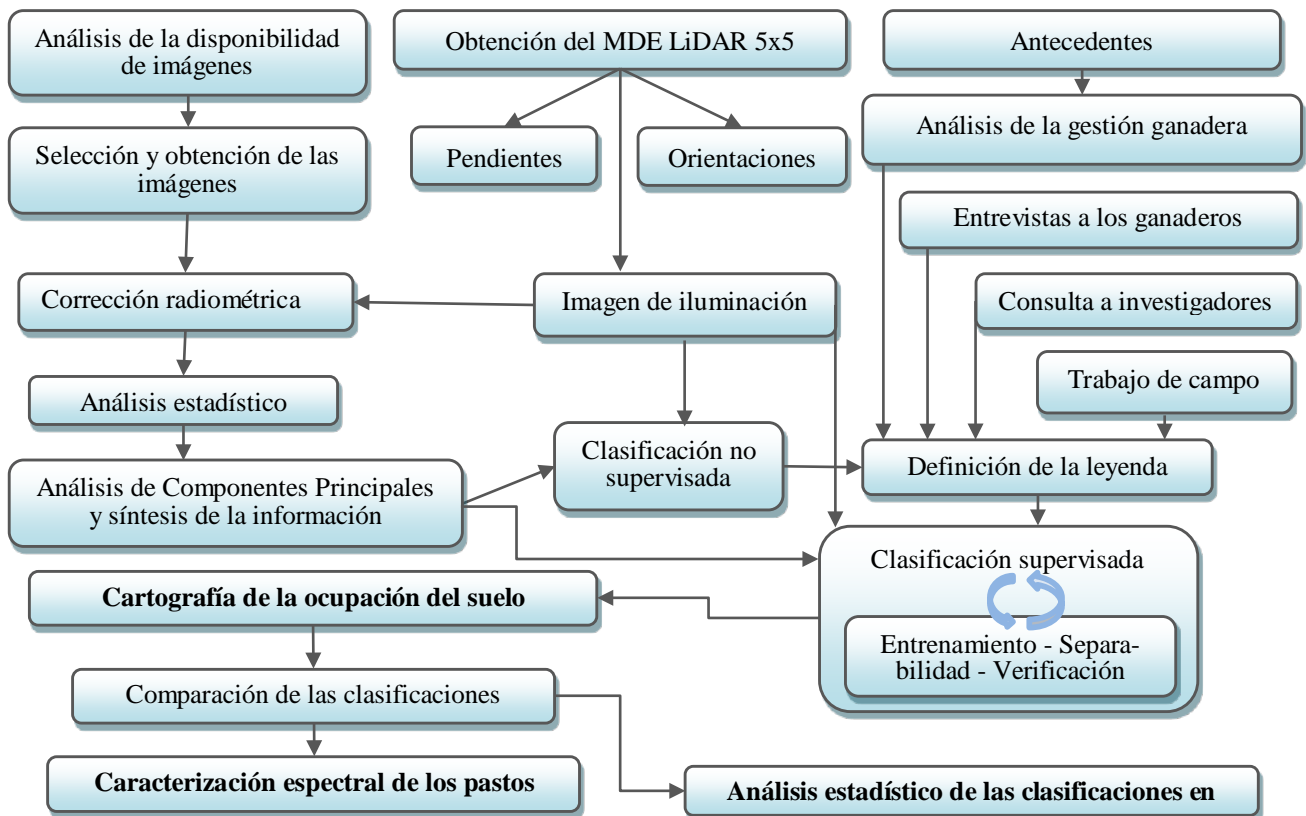 Análisis de la disponibilidad
de imágenes
Obtención del MDE LiDAR 5x5
Antecedentes
Selección y obtención de las
imágenes
Pendientes
Orientaciones
Análisis de la gestión ganadera
Entrevistas a los ganaderos
Corrección radiométrica
Imagen de iluminación
Consulta a investigadores
Trabajo de campo
Análisis estadístico
Clasificación no
supervisada
Definición de la leyenda
Análisis de Componentes Principales
y síntesis de la información
Clasificación supervisada
Entrenamiento - Separa-
bilidad - Verificación
Cartografía de la ocupación del suelo
Comparación de las clasificaciones
Caracterización espectral de los pastos
Análisis estadístico de las clasificaciones en